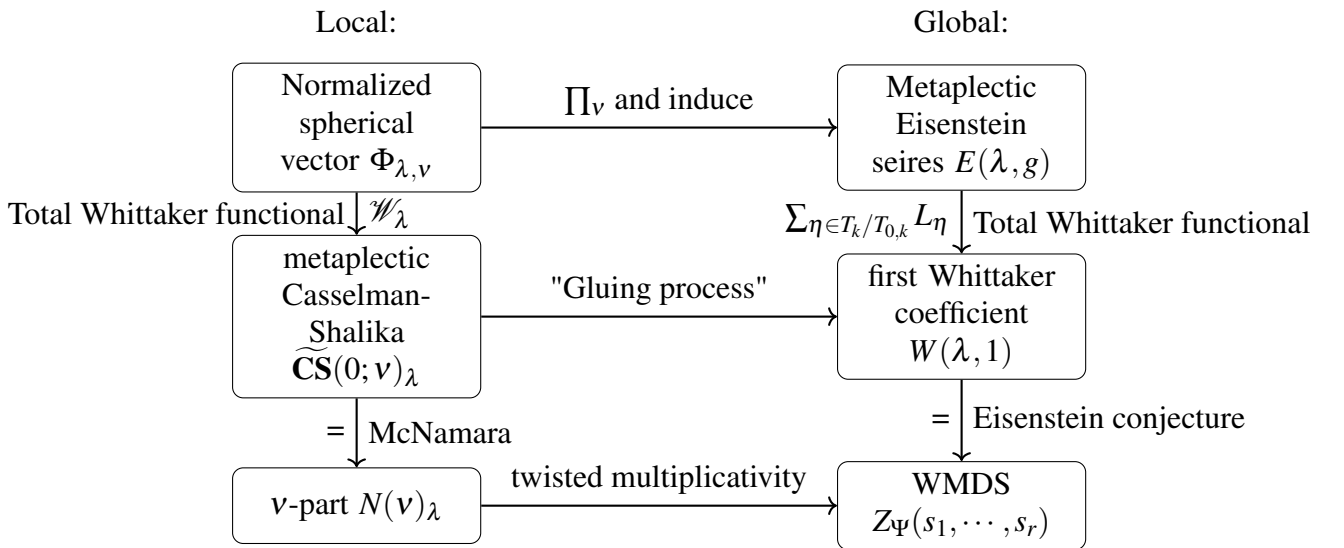 Local:
Global:
Normalized
spherical
vector Φ_{λ,ν}
∏_ν and induce
Metaplectic
Eisenstein
seires E(λ,g)
Total Whittaker functional
𝒲_λ
∑_{η∈T_k/T_{0,k}} L_η
Total Whittaker functional
metaplectic
Casselman-
Shalika
\widetilde{CS}(0;ν)_λ
"Gluing process"
first Whittaker
coefficient
W(λ,1)
=
McNamara
=
Eisenstein conjecture
ν-part N(ν)_λ
twisted multiplicativity
WMDS
Z_Ψ(s_1,⋯,s_r)